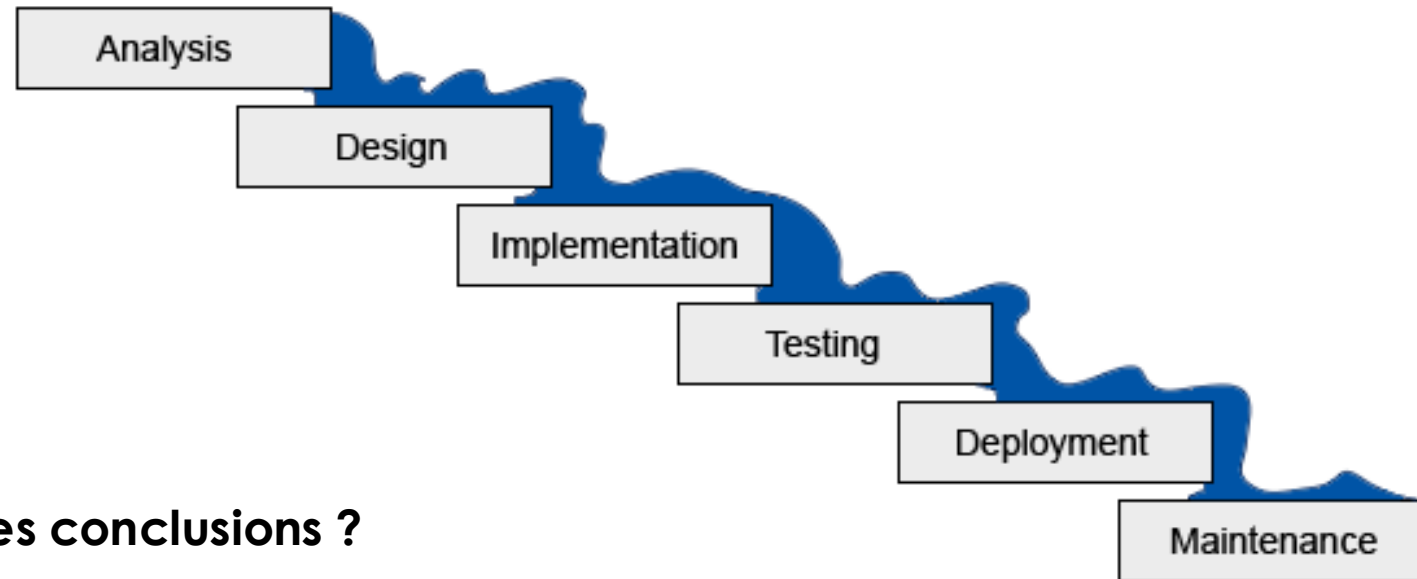 Analysis
Design
Implementation
Testing
Deployment
es conclusions ?
Maintenance